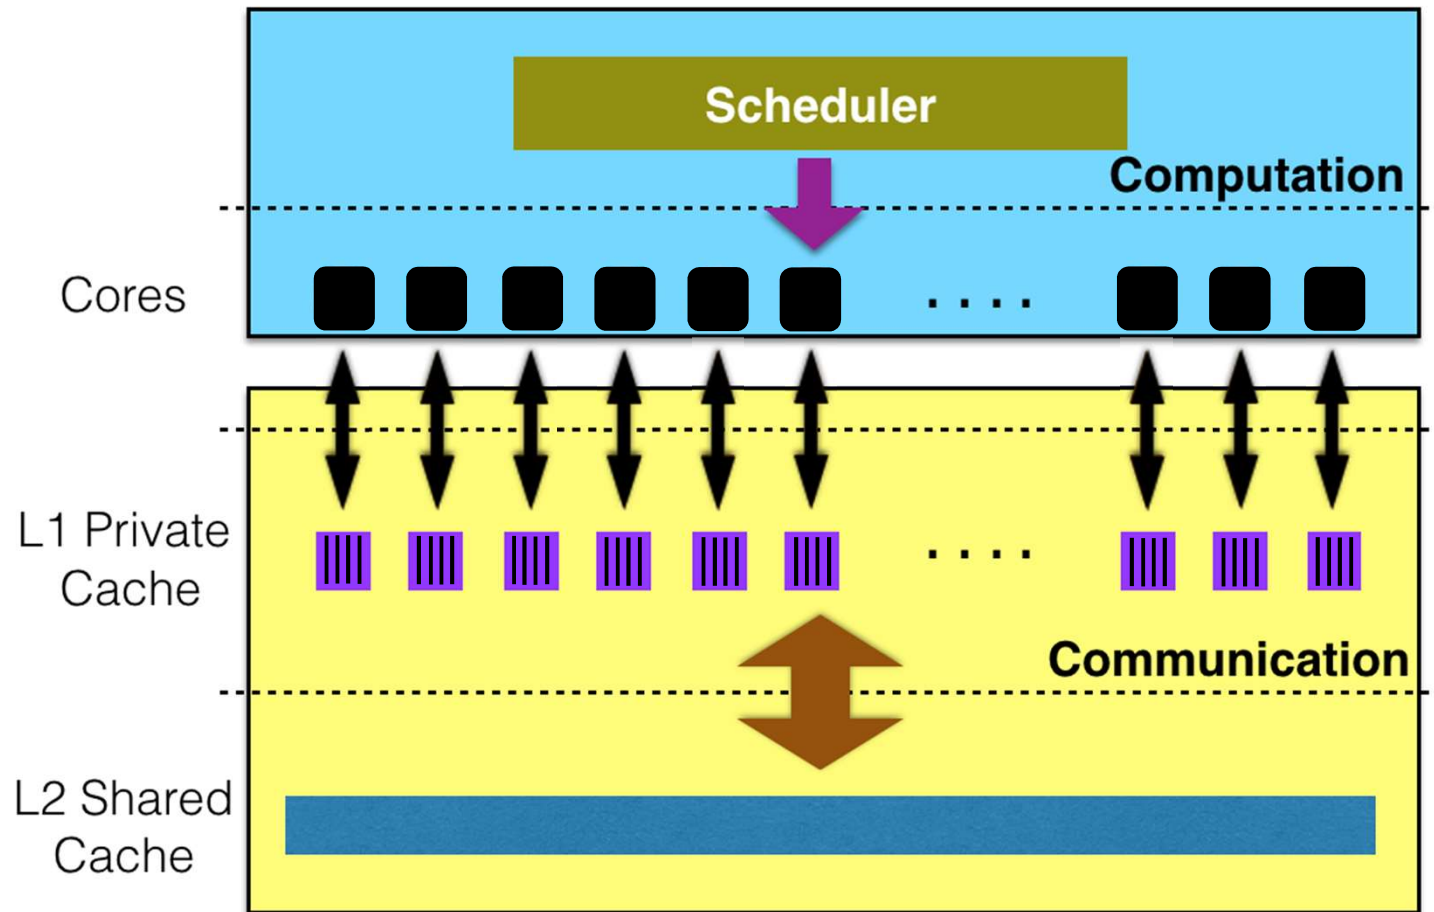 Scheduler
Computation
Cores
. . . .
L1 Private
Cache
. . . .
Communication
L2 Shared
Cache